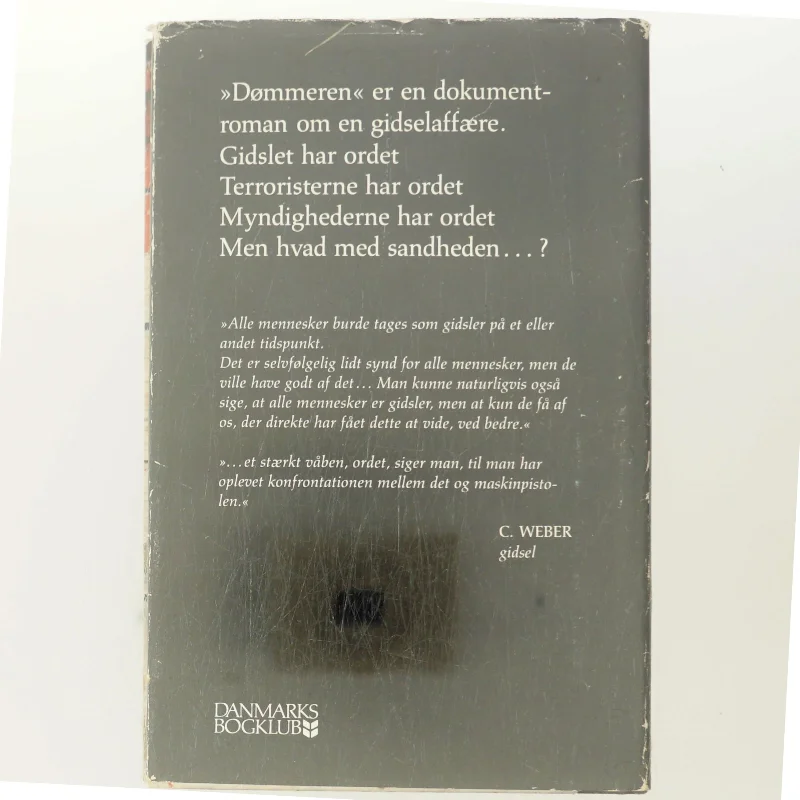 »Dømmeren« er en dokument-
roman om en gidselaffære.
Gidslet har ordet
Terroristerne har ordet
Myndighederne har ordet
Men hvad med sandheden...?
»Alle mennesker burde tages som gidsler på et eller
andet tidspunkt.
Det er selvfølgelig lidt synd for alle mennesker, men de
ville have godt af det... Man kunne naturligvis også
sige, at alle mennesker er gidsler, men at kun de få af
os, der direkte har fået dette at vide, ved bedre.«
»...et stærkt våben, ordet, siger man, til man har
oplevet konfrontationen mellem det og maskinpisto-
len.«
C. WEBER
gidsel
DANMARKS
BOGKLUB